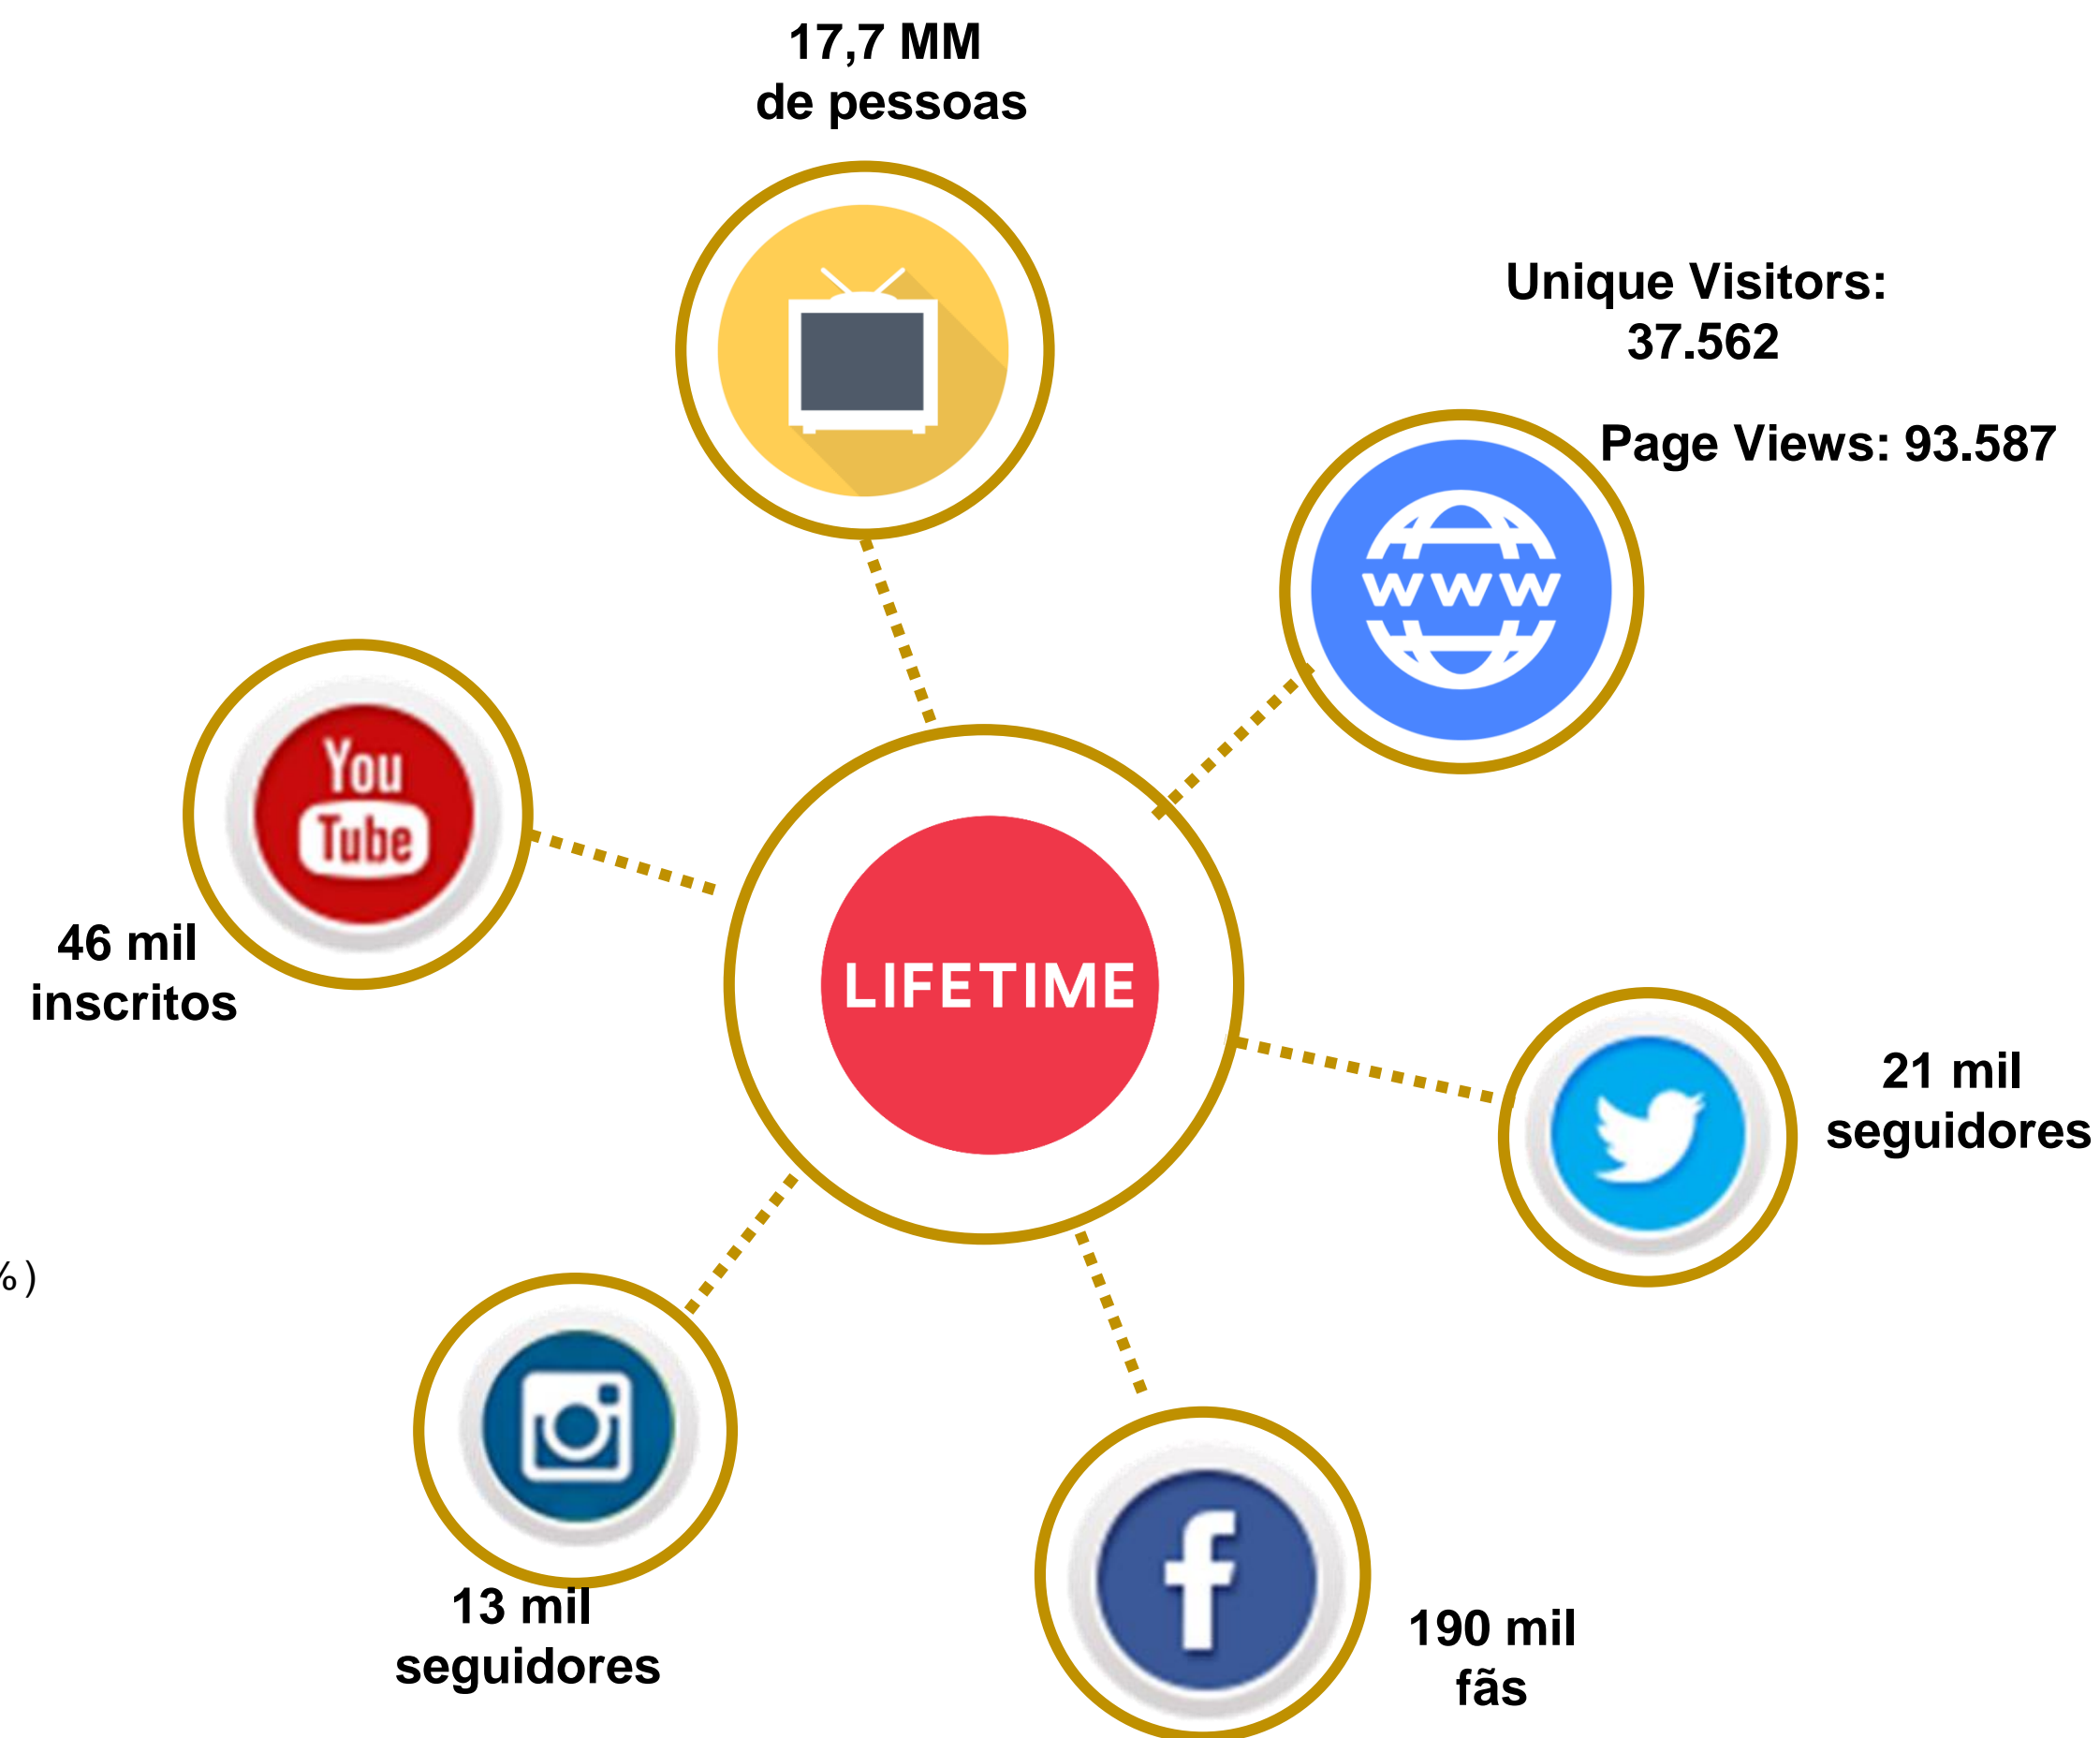 17,7 MM
de pessoas
Unique Visitors:
37.562
Page Views: 93.587
www
You
Tube
46 mil
inscritos
LIFETIME
21 mil
seguidores
%)
13 mil
seguidores
f
190 mil
fãs